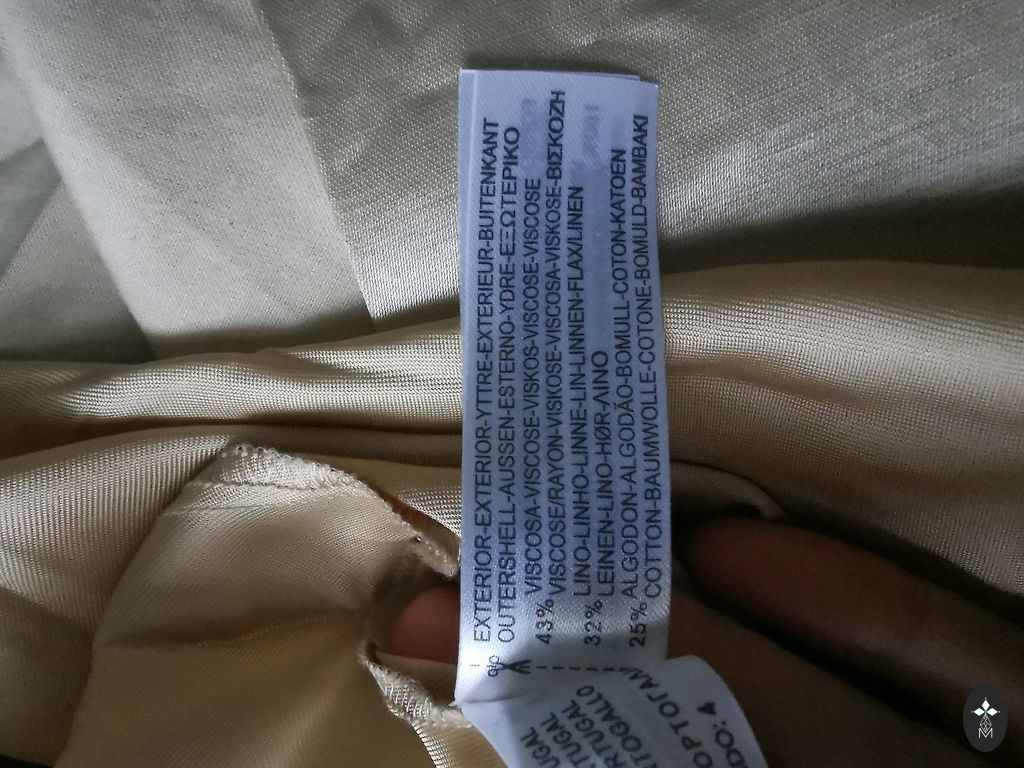 EXTERIOR-EXTERIOR-YTTRE-EXTERIEUR-BUITENKANT
OUTERSHELL-AUSSEN-ESTERNO-YDRE-ΕΞΩΤΕΡΙΚΟ
43% VISCOSA-VISCOSE-VISKOS-VISCOSE-VISCOSE
VISCOSE/RAYON-VISKOSE-VISCOSA-VISKOSE-ΒΙΣΚΟΖΗ
32% LINO-LINHO-LINNE-LIN-LINNEN-FLAX/LINEN
LEINEN-LINO-HØR-ΛΙΝΟ
25% ALGODON-ALGODÃO-BOMULL-COTON-KATOEN
COTTON-BAUMWOLLE-COTONE-BOMULD-ΒΑΜΒΑΚΙ